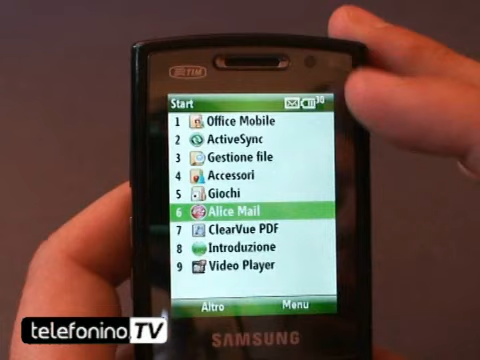 TIM
Start 3G
1 Office Mobile
2 ActiveSync
3 Gestione file
4 Accessori
5 Giochi
6 Alice Mail
7 ClearVue PDF
8 Introduzione
9 Video Player
Altro Menu
telefonino.TV
SAMSUNG